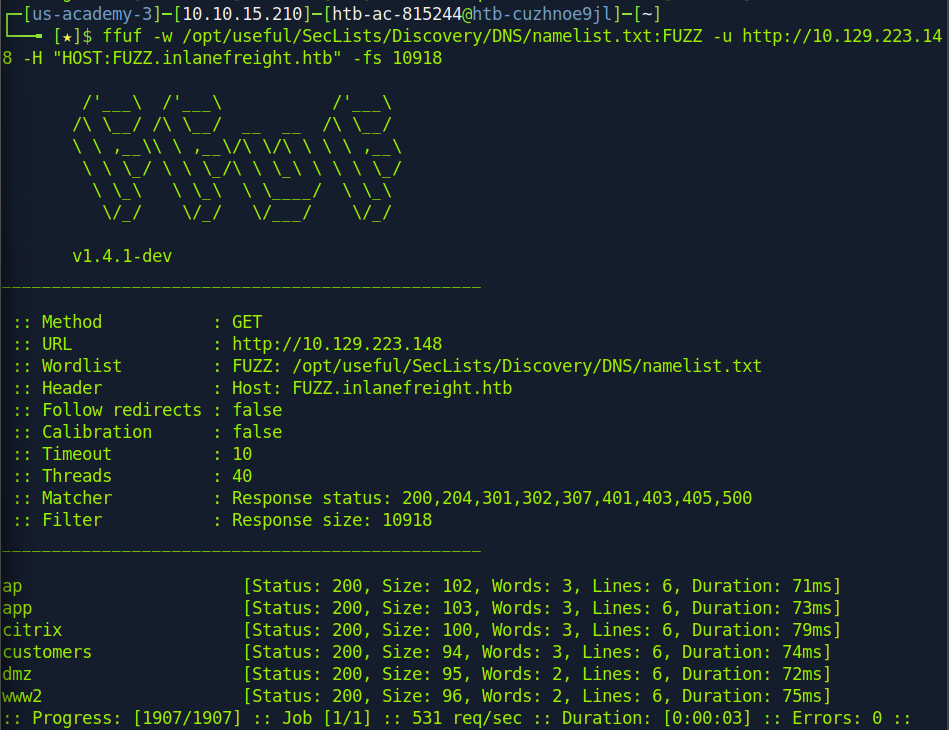 ┌─[us-academy-3]─[10.10.15.210]─[htb-ac-815244@htb-cuzhnoe9jl]─[~]
└──╼ [★]$ ffuf -w /opt/useful/SecLists/Discovery/DNS/namelist.txt:FUZZ -u http://10.129.223.14
8 -H "HOST:FUZZ.inlanefreight.htb" -fs 10918
        /'___\  /'___\           /'___\
       /\ \__/ /\ \__/  __  __  /\ \__/
       \ \ ,__\\ \ ,__\/\ \/\ \ \ \ ,__\
        \ \ \_/ \ \ \_/\ \ \_\ \ \ \ \_/
         \ \_\   \ \_\  \ \____/  \ \_\
          \/_/    \/_/   \/___/    \/_/
       v1.4.1-dev
________________________________________________
 :: Method           : GET
 :: URL              : http://10.129.223.148
 :: Wordlist         : FUZZ: /opt/useful/SecLists/Discovery/DNS/namelist.txt
 :: Header           : Host: FUZZ.inlanefreight.htb
 :: Follow redirects : false
 :: Calibration      : false
 :: Timeout          : 10
 :: Threads          : 40
 :: Matcher          : Response status: 200,204,301,302,307,401,403,405,500
 :: Filter           : Response size: 10918
________________________________________________
ap                      [Status: 200, Size: 102, Words: 3, Lines: 6, Duration: 71ms]
app                     [Status: 200, Size: 103, Words: 3, Lines: 6, Duration: 73ms]
citrix                  [Status: 200, Size: 100, Words: 3, Lines: 6, Duration: 79ms]
customers               [Status: 200, Size: 94, Words: 3, Lines: 6, Duration: 74ms]
dmz                     [Status: 200, Size: 95, Words: 2, Lines: 6, Duration: 72ms]
www2                    [Status: 200, Size: 96, Words: 2, Lines: 6, Duration: 75ms]
:: Progress: [1907/1907] :: Job [1/1] :: 531 req/sec :: Duration: [0:00:03] :: Errors: 0 ::